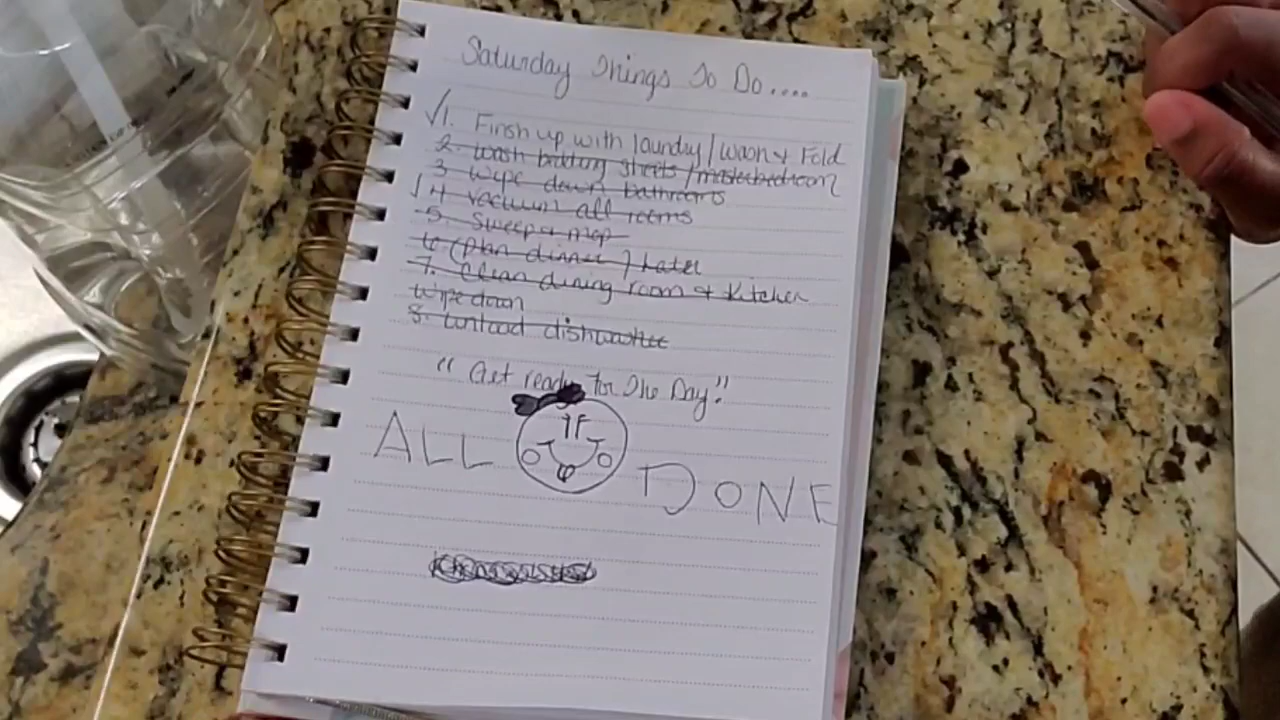 Saturday Things To Do....
√1. Finish up with laundry/wash & Fold
2. wash bedding sheets/masterbedroom
3 wipe down bathrooms
√4 vacuum all rooms
5. Sweep & mop
6 (plan dinner) later
7. Clean dining room & kitchen
wipe down
8. unload dishwasher
"Get ready for The Day!"
ALL DONE